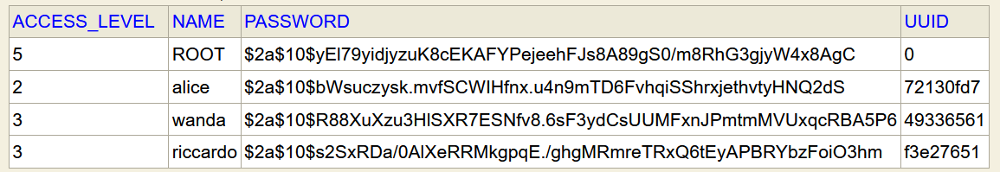 ACCESS_LEVEL NAME PASSWORD UUID
5 ROOT $2a$10$yEI79yidjyzuK8cEKAFYPejeehFJs8A89gS0/m8RhG3gjyW4x8AgC 0
2 alice $2a$10$bWsuczysk.mvfSCWIHfnx.u4n9mTD6FvhqiSShrxjethvtyHNQ2dS 72130fd7
3 wanda $2a$10$R88XuXzu3HlSXR7ESNfv8.6sF3ydCsUUMFxnJPmtmMVUxqcRBA5P6 49336561
3 riccardo $2a$10$s2SxRDa/0AlXeRRMkgpqE./ghgMRmreTRxQ6tEyAPBRYbzFoiO3hm f3e27651